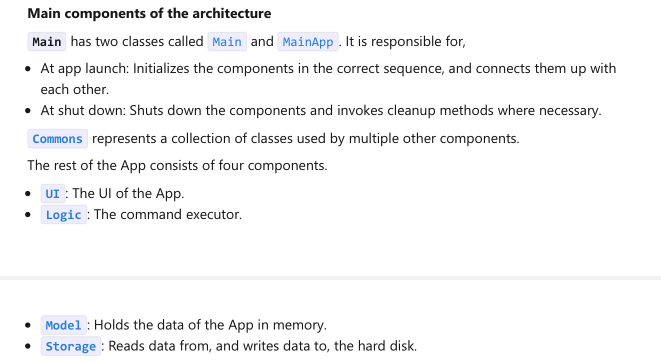 Main components of the architecture
Main has two classes called Main and MainApp. It is responsible for,
• At app launch: Initializes the components in the correct sequence, and connects them up with
each other.
• At shut down: Shuts down the components and invokes cleanup methods where necessary.
Commons represents a collection of classes used by multiple other components.
The rest of the App consists of four components.
• UI: The UI of the App.
• Logic: The command executor.
• Model: Holds the data of the App in memory.
• Storage: Reads data from, and writes data to, the hard disk.